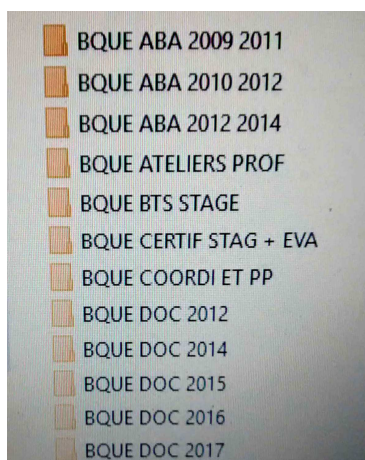 BQUE ABA 2009 2011
BQUE ABA 2010 2012
BQUE ABA 2012 2014
BQUE ATELIERS PROF
BQUE BTS STAGE
BQUE CERTIF STAG + EVA
BQUE COORDI ET PP
BQUE DOC 2012
BQUE DOC 2014
BQUE DOC 2015
BQUE DOC 2016
BQUE DOC 2017